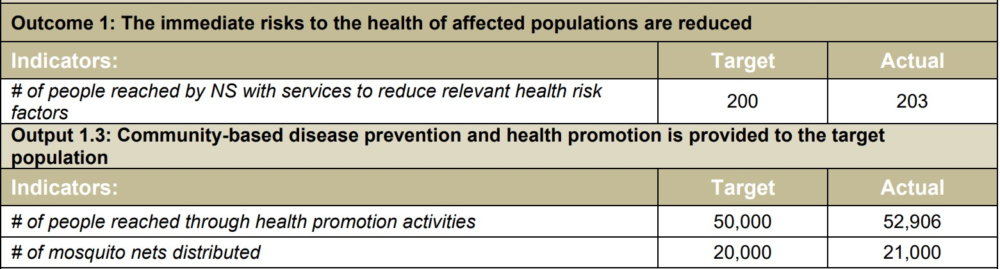 Outcome 1: The immediate risks to the health of affected populations are reduced
Indicators: Target Actual
# of people reached by NS with services to reduce relevant health risk
factors 200 203
Output 1.3: Community-based disease prevention and health promotion is provided to the target
population
Indicators: Target Actual
# of people reached through health promotion activities 50,000 52,906
# of mosquito nets distributed 20,000 21,000